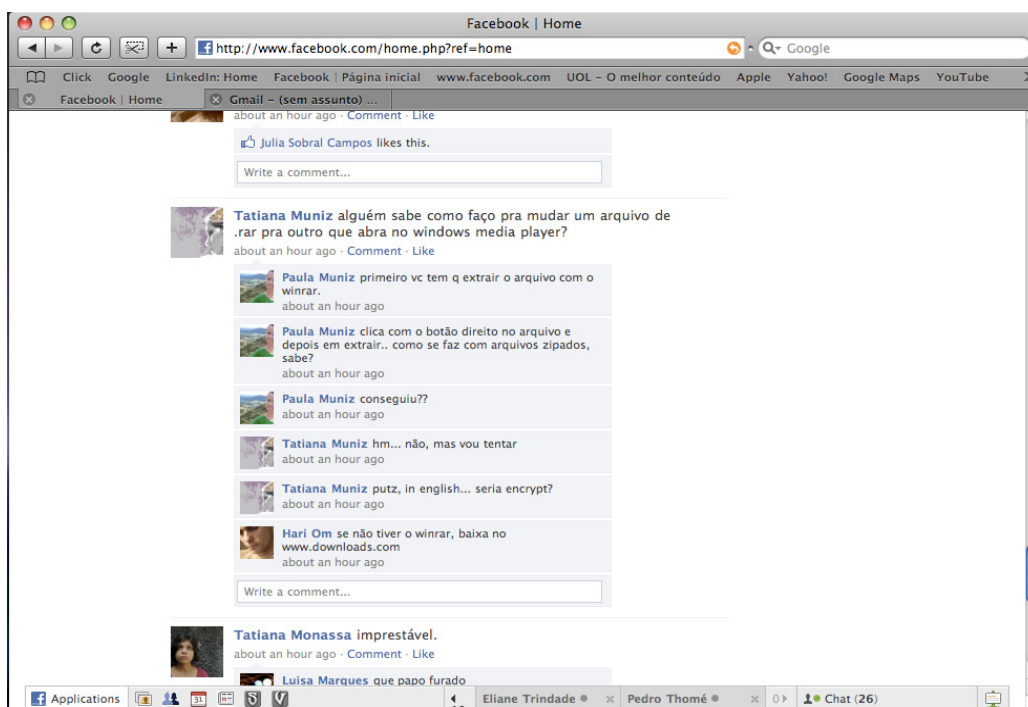 Facebook | Home
http://www.facebook.com/home.php?ref=home
Google
Click Google LinkedIn: Home Facebook | Página inicial www.facebook.com UOL - O melhor conteúdo Apple Yahoo! Google Maps YouTube
Facebook | Home Gmail - (sem assunto) ...
about an hour ago · Comment · Like
Julia Sobral Campos likes this.
Write a comment...
Tatiana Muniz alguém sabe como faço pra mudar um arquivo de
.rar pra outro que abra no windows media player?
about an hour ago · Comment · Like
Paula Muniz primeiro vc tem q extrair o arquivo com o
winrar.
about an hour ago
Paula Muniz clica com o botão direito no arquivo e
depois em extrair.. como se faz com arquivos zipados,
sabe?
about an hour ago
Paula Muniz conseguiu??
about an hour ago
Tatiana Muniz hm... não, mas vou tentar
about an hour ago
Tatiana Muniz putz, in english... seria encrypt?
about an hour ago
Hari Om se não tiver o winrar, baixa no
www.downloads.com
about an hour ago
Write a comment...
Tatiana Monassa imprestável.
about an hour ago · Comment · Like
Luisa Marques que papo furado
Applications 31 Eliane Trindade Pedro Thomé 0 Chat (26)